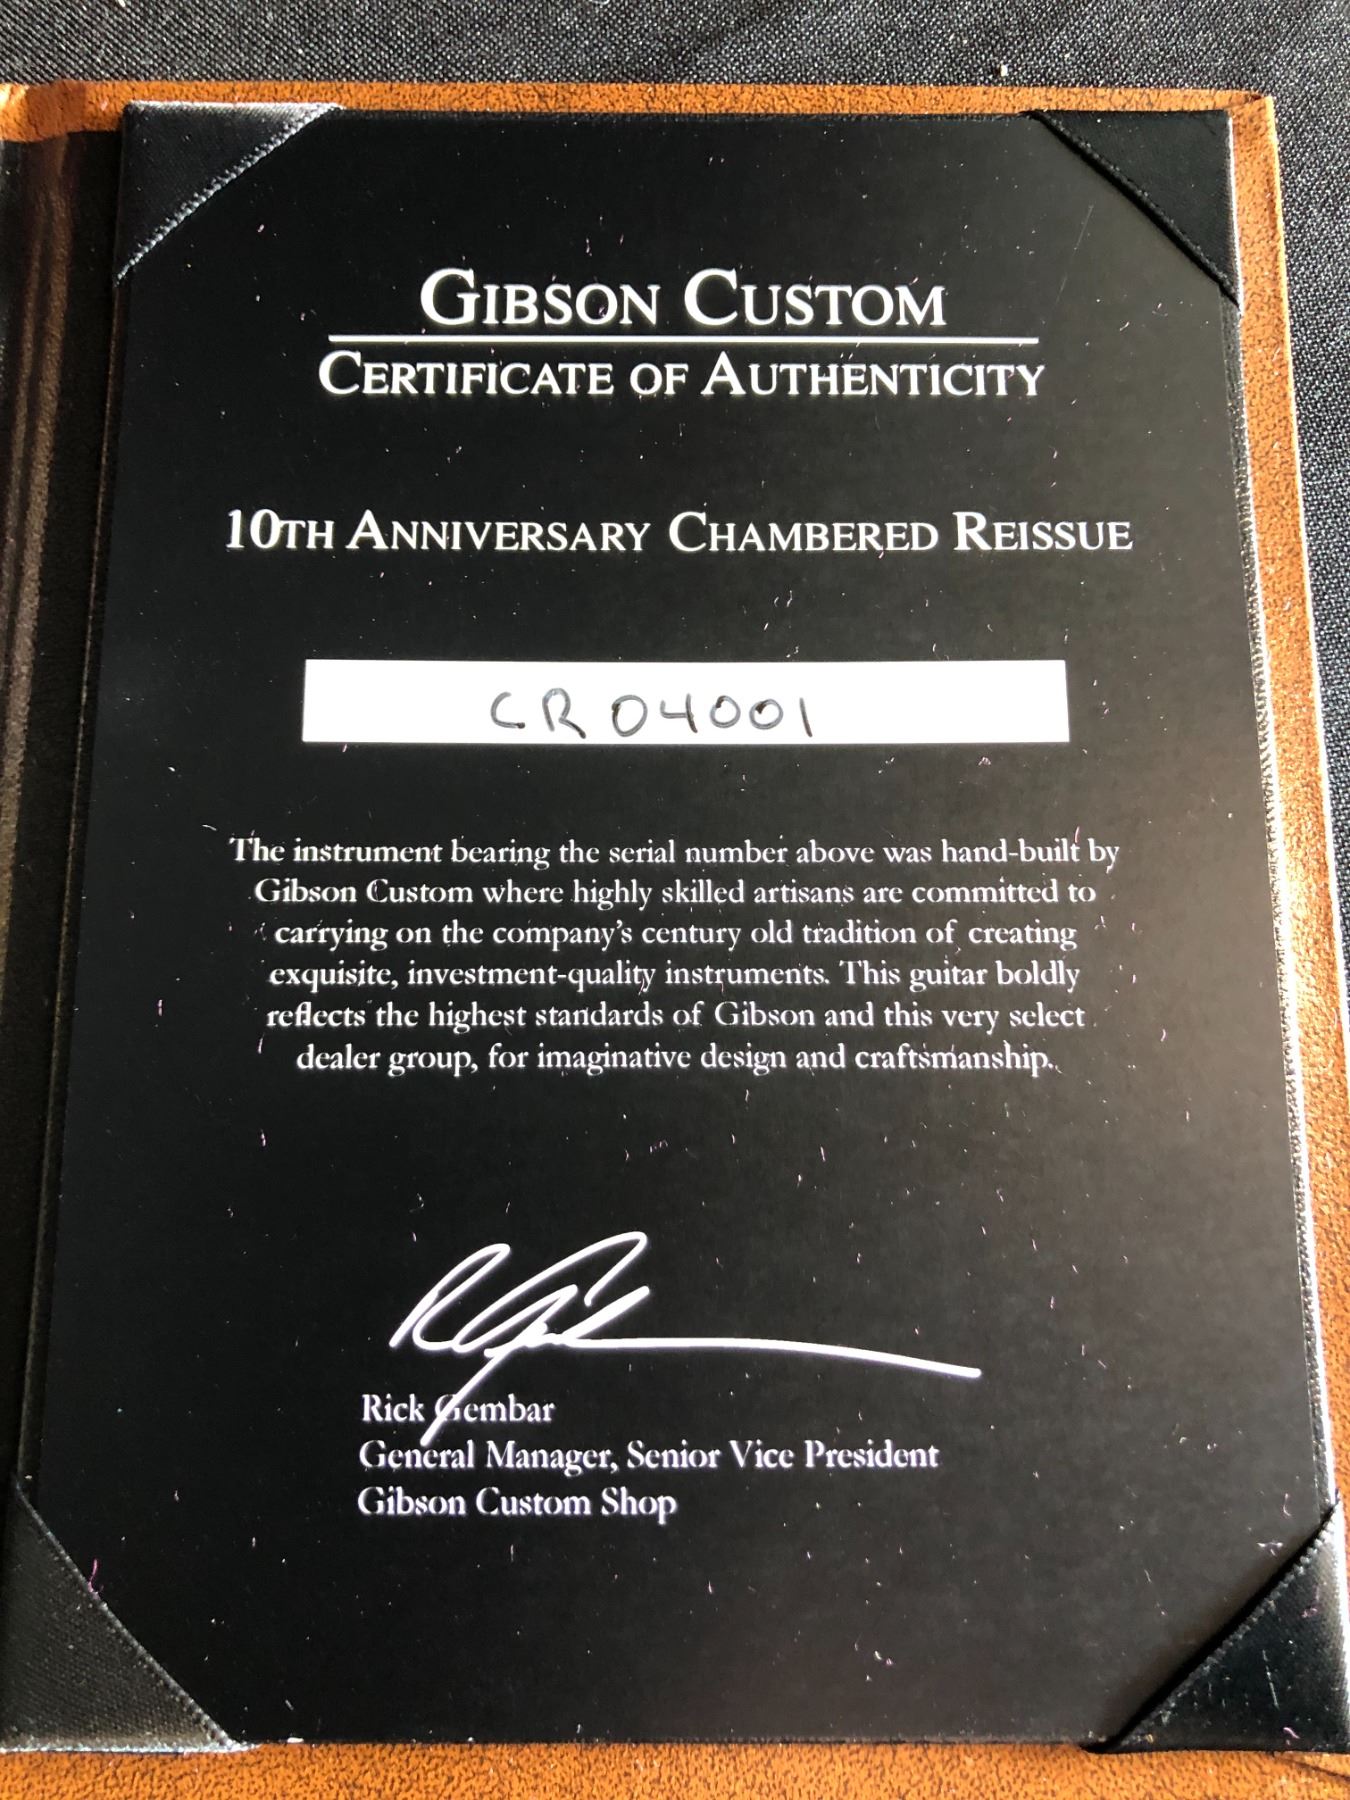 GIBSON CUSTOM
CERTIFICATE OF AUTHENTICITY
10TH ANNIVERSARY CHAMBERED REISSUE
CR04001
The instrument bearing the serial number above was hand-built by
Gibson Custom where highly skilled artisans are committed to
carrying on the company's century old tradition of creating
exquisite, investment-quality instruments. This guitar boldly
reflects the highest standards of Gibson and this very select
dealer group, for imaginative design and craftsmanship.
Rick Gembar
General Manager, Senior Vice President
Gibson Custom Shop